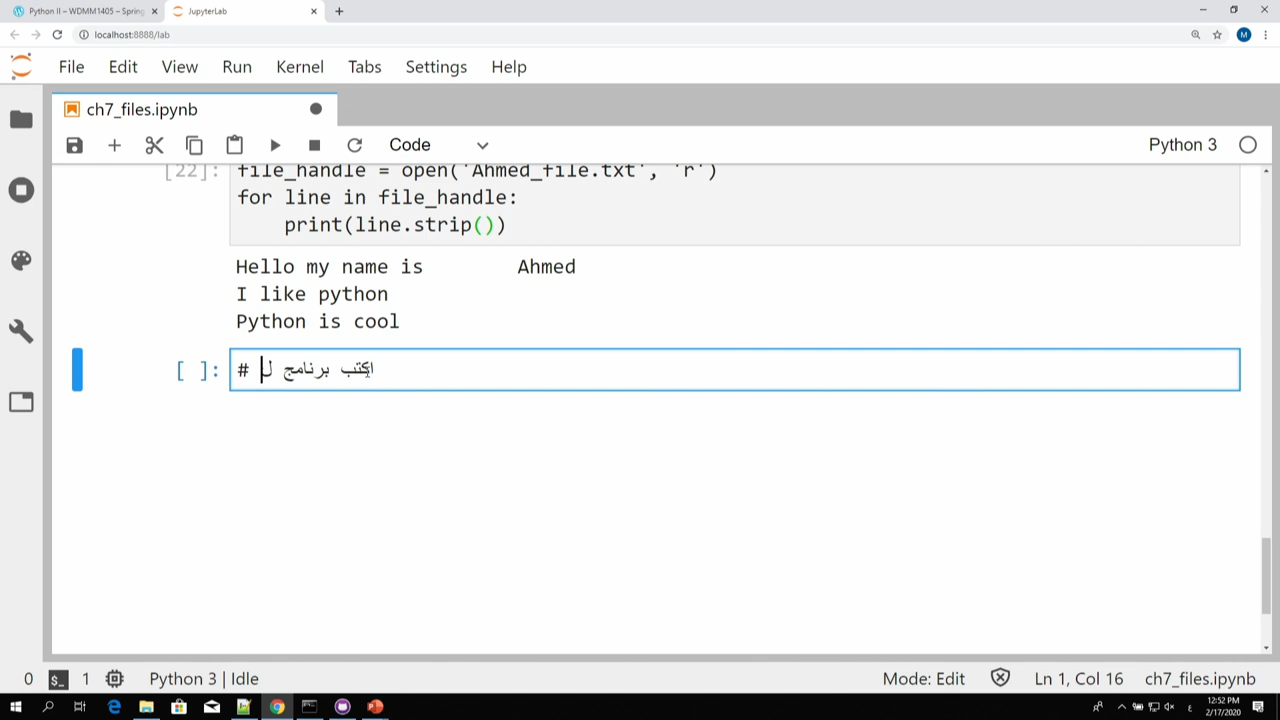 Python II – WDMM1405 – Spring
JupyterLab
localhost:8888/lab
M
File Edit View Run Kernel Tabs Settings Help
ch7_files.ipynb
Code
Python 3
[22]: file_handle = open('Ahmed_file.txt', 'r')
for line in file_handle:
    print(line.strip())
Hello my name is        Ahmed
I like python
Python is cool
[ ]: # اكتب برنامج ل
0 $_ 1 Python 3 | Idle Mode: Edit Ln 1, Col 16 ch7_files.ipynb
12:52 PM
ع
2/17/2020